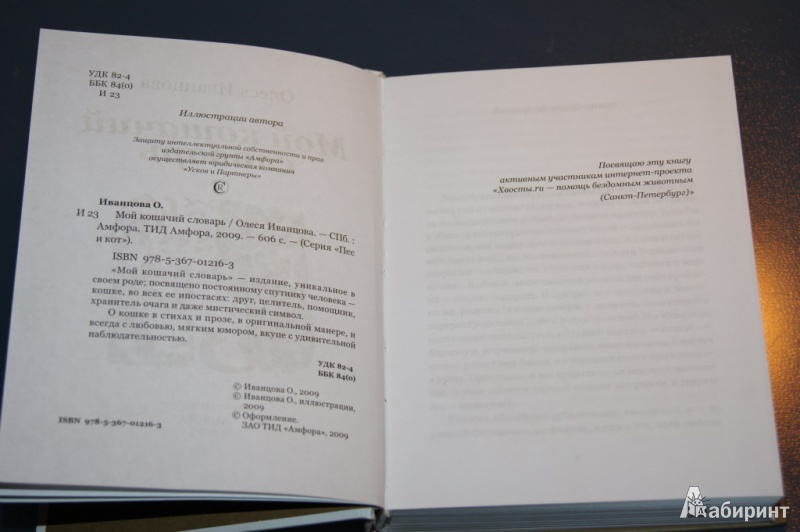 УДК 82-4
ББК 84(0)
И 23
Иллюстрации автора
Защиту интеллектуальной собственности и прав
издательской группы «Амфора»
осуществляет юридическая компания
«Усков и Партнеры»
Иванцова О.
И 23 Мой кошачий словарь / Олеся Иванцова. — СПб. :
Амфора. ТИД Амфора, 2009. — 606 с. — (Серия «Пес
и кот»).
ISBN 978-5-367-01216-3
«Мой кошачий словарь» — издание, уникальное в
своем роде; посвящено постоянному спутнику человека —
кошке, во всех ее ипостасях: друг, целитель, помощник,
хранитель очага и даже мистический символ.
О кошке в стихах и прозе, в оригинальной манере, и
всегда с любовью, мягким юмором, вкупе с удивительной
наблюдательностью.
УДК 82-4
ББК 84(0)
© Иванцова О., 2009
© Иванцова О., иллюстрации,
2009
© Оформление.
ЗАО ТИД «Амфора», 2009
ISBN 978-5-367-01216-3
Посвящаю эту книгу
активным участникам интернет-проекта
«Хвосты.ru — помощь бездомным животным
(Санкт-Петербург)»
Лабиринт